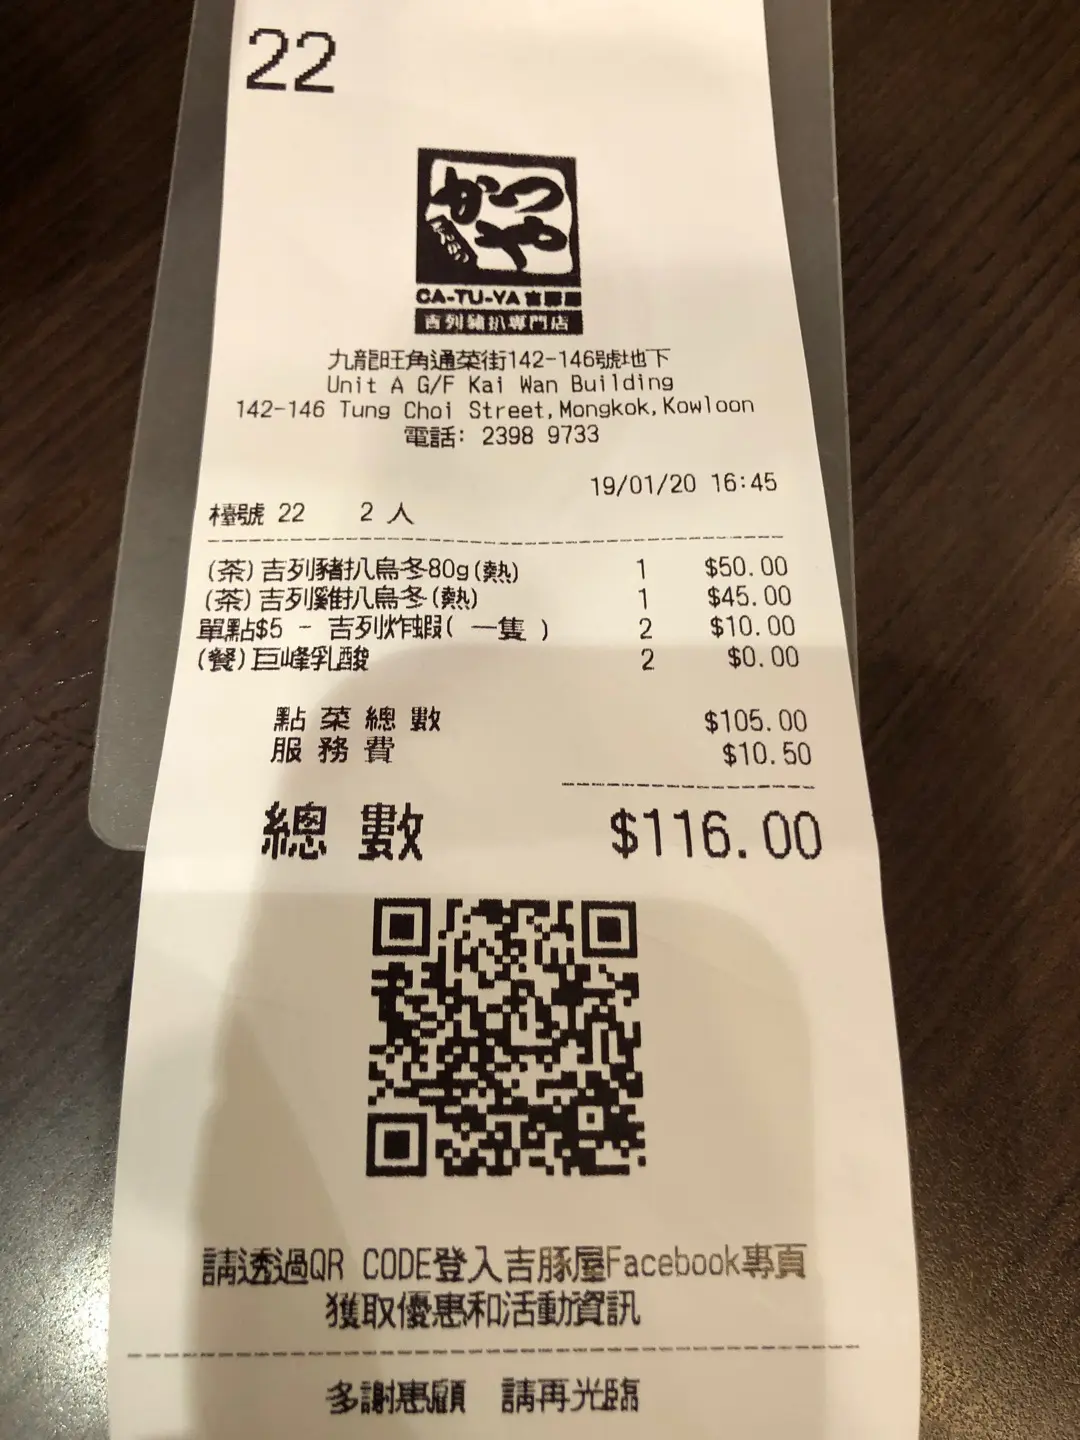 22
かつや
CA-TU-YA 吉豚屋
吉列豬扒專門店
九龍旺角通菜街142-146號地下
Unit A G/F Kai Wan Building
142-146 Tung Choi Street,Mongkok,Kowloon
電話: 2398 9733
19/01/20 16:45
檯號 22 2 人
(茶)吉列豬扒烏冬80g(熱) 1 $50.00
(茶)吉列雞扒烏冬(熱) 1 $45.00
單點$5 - 吉列炸蝦( 一隻 ) 2 $10.00
(餐)巨峰乳酸 2 $0.00
點菜總數 $105.00
服務費 $10.50
總數 $116.00
請透過QR CODE登入吉豚屋Facebook專頁
獲取優惠和活動資訊
多謝惠顧 請再光臨